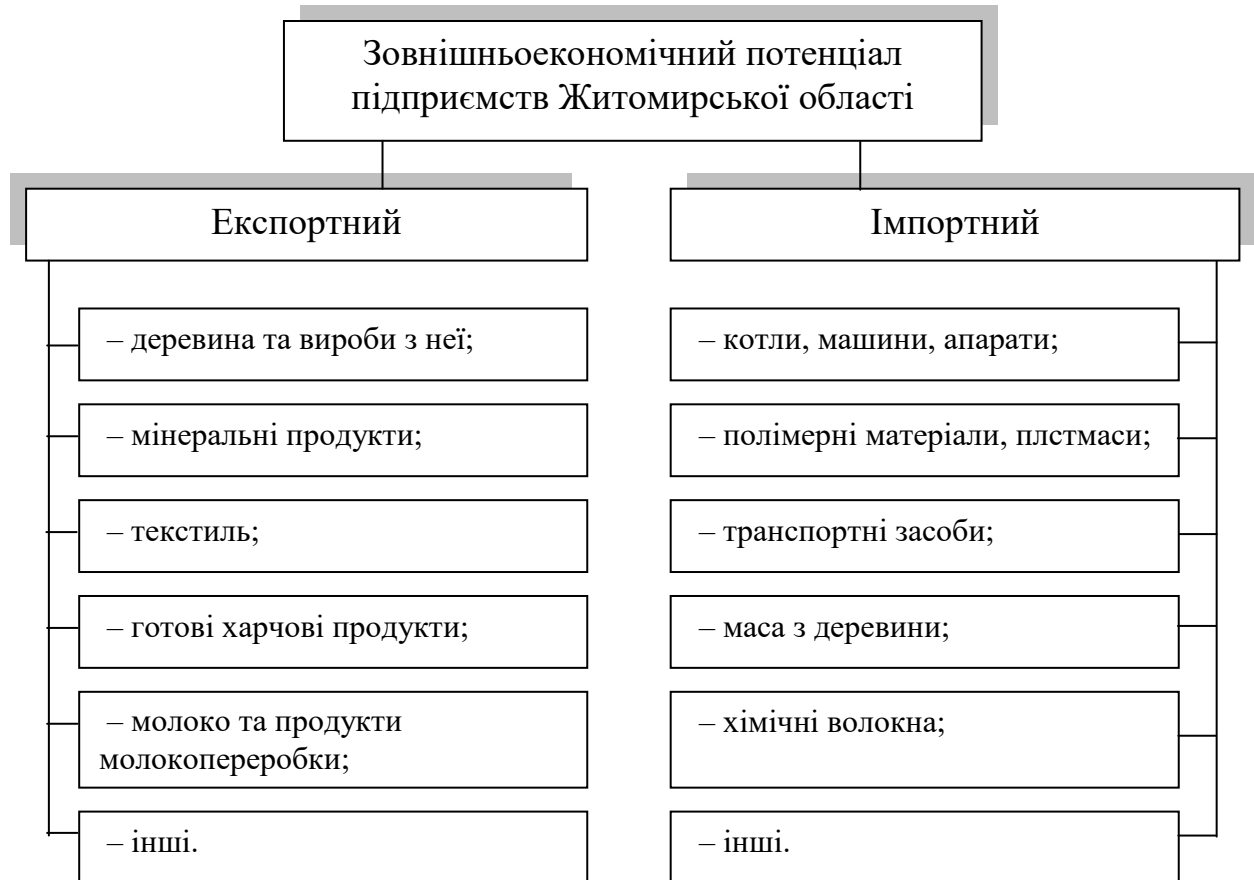 Зовнішньоекономічний потенціал
підприємств Житомирської області
Експортний
– деревина та вироби з неї;
– мінеральні продукти;
– текстиль;
– готові харчові продукти;
– молоко та продукти
молокопереробки;
– інші.
Імпортний
– котли, машини, апарати;
– полімерні матеріали, плстмаси;
– транспортні засоби;
– маса з деревини;
– хімічні волокна;
– інші.